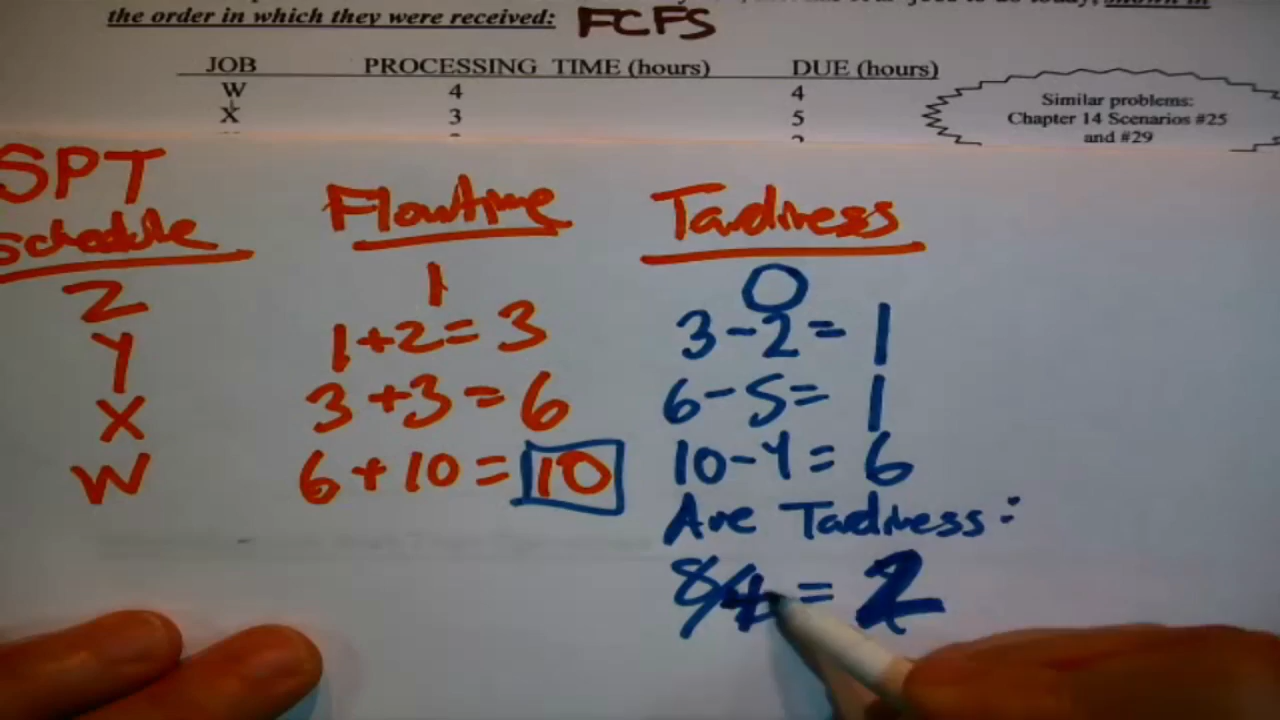 the order in which they were received: FCFS
JOB PROCESSING TIME (hours) DUE (hours)
W 4 4
X 3 5
Similar problems:
Chapter 14 Scenarios #25
and #29
SPT
Schedule Flowtime Tardiness
Z 1 0
Y 1+2=3 3-2=1
X 3+3=6 6-5=1
W 6+10=10 10-4=6
Ave Tardiness:
8/4=2